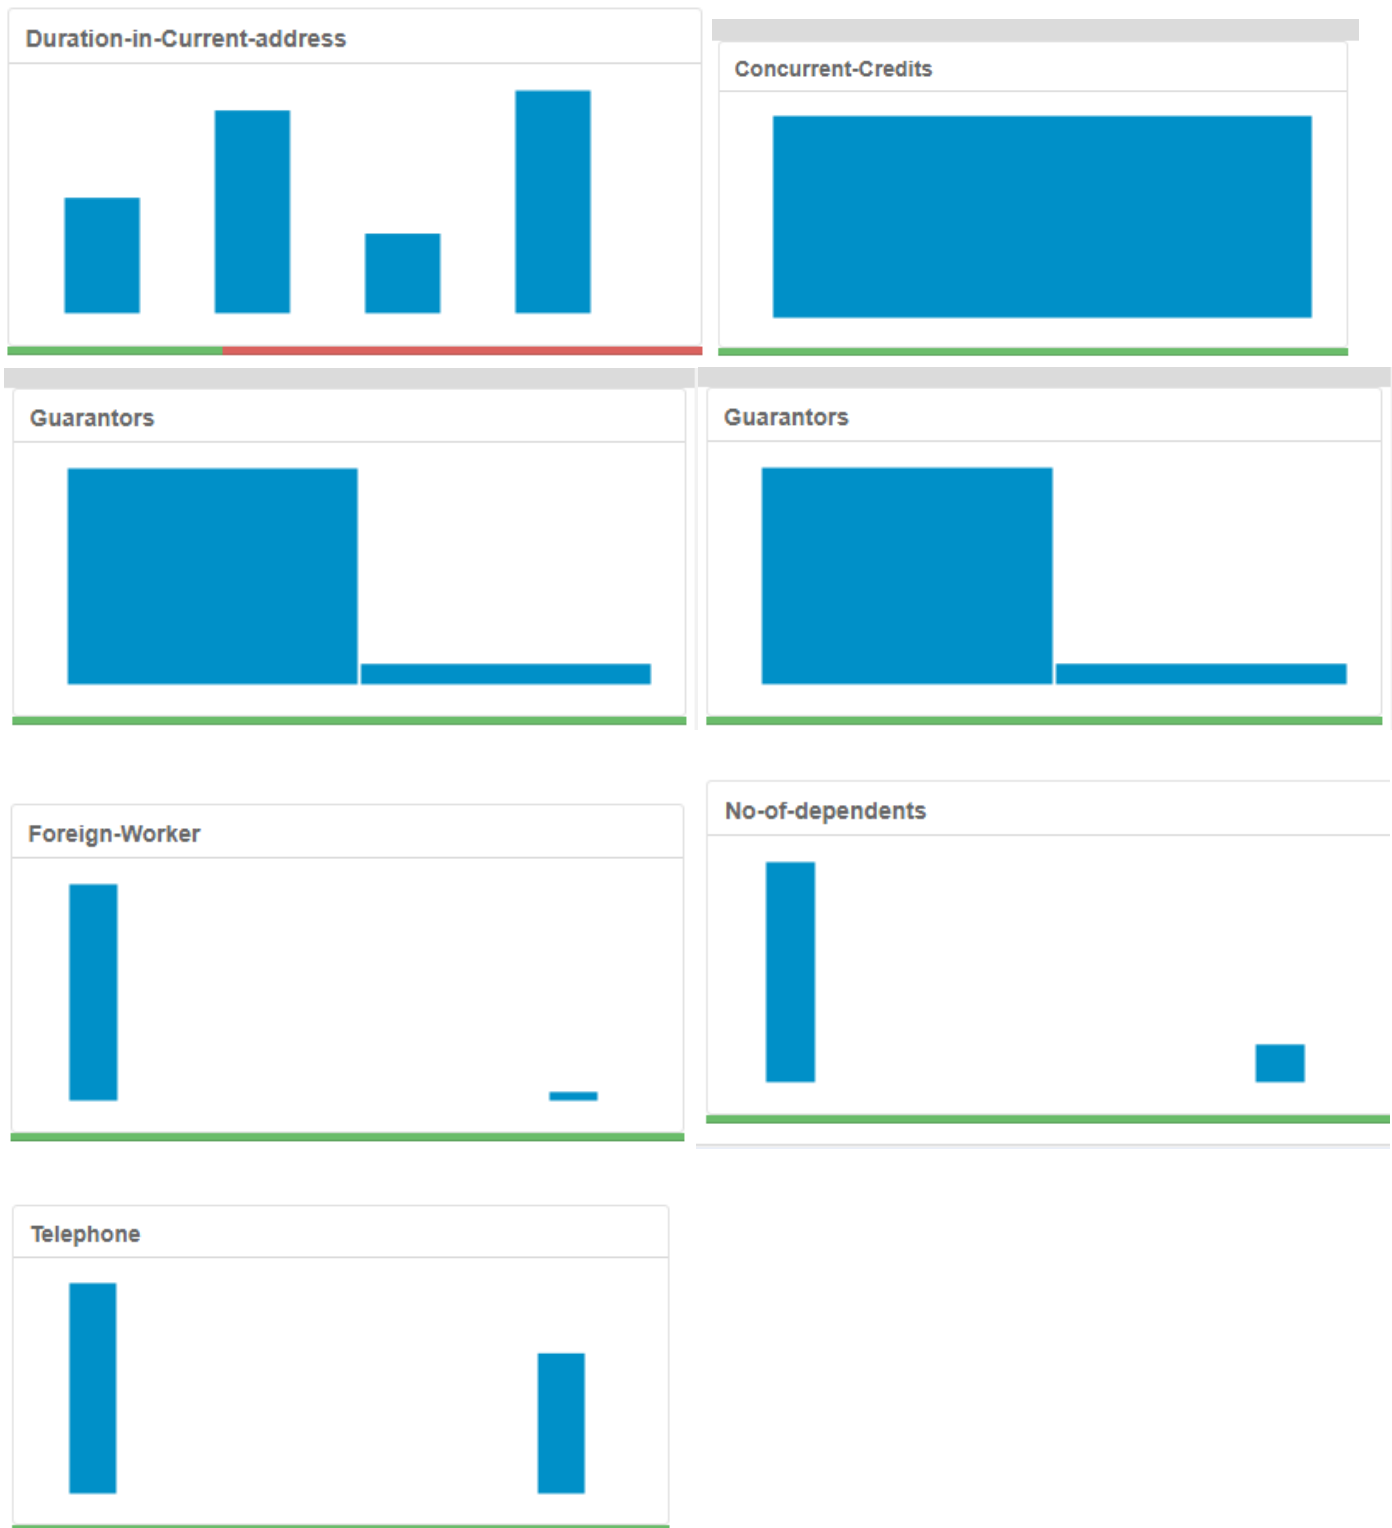 Duration-in-Current-address
Concurrent-Credits
Guarantors
Guarantors
Foreign-Worker
No-of-dependents
Telephone